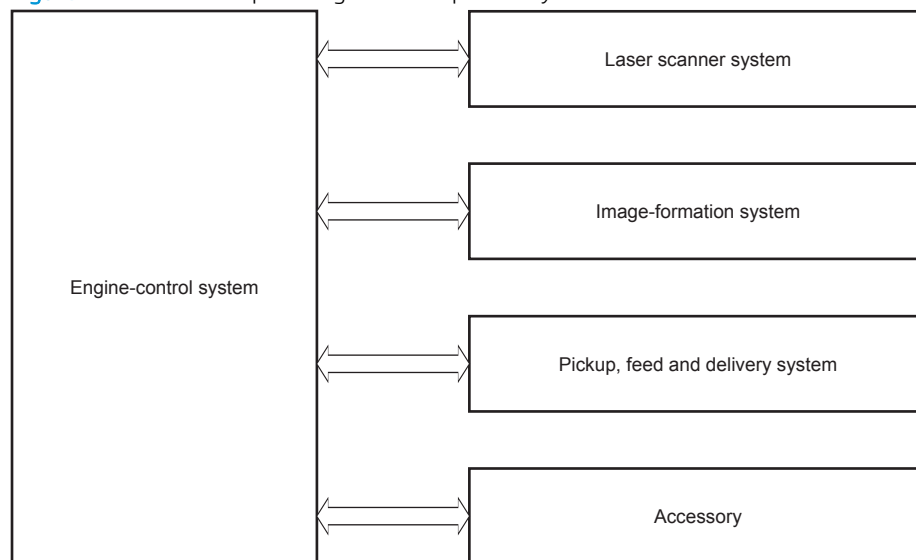 Engine-control system
Laser scanner system
Image-formation system
Pickup, feed and delivery system
Accessory